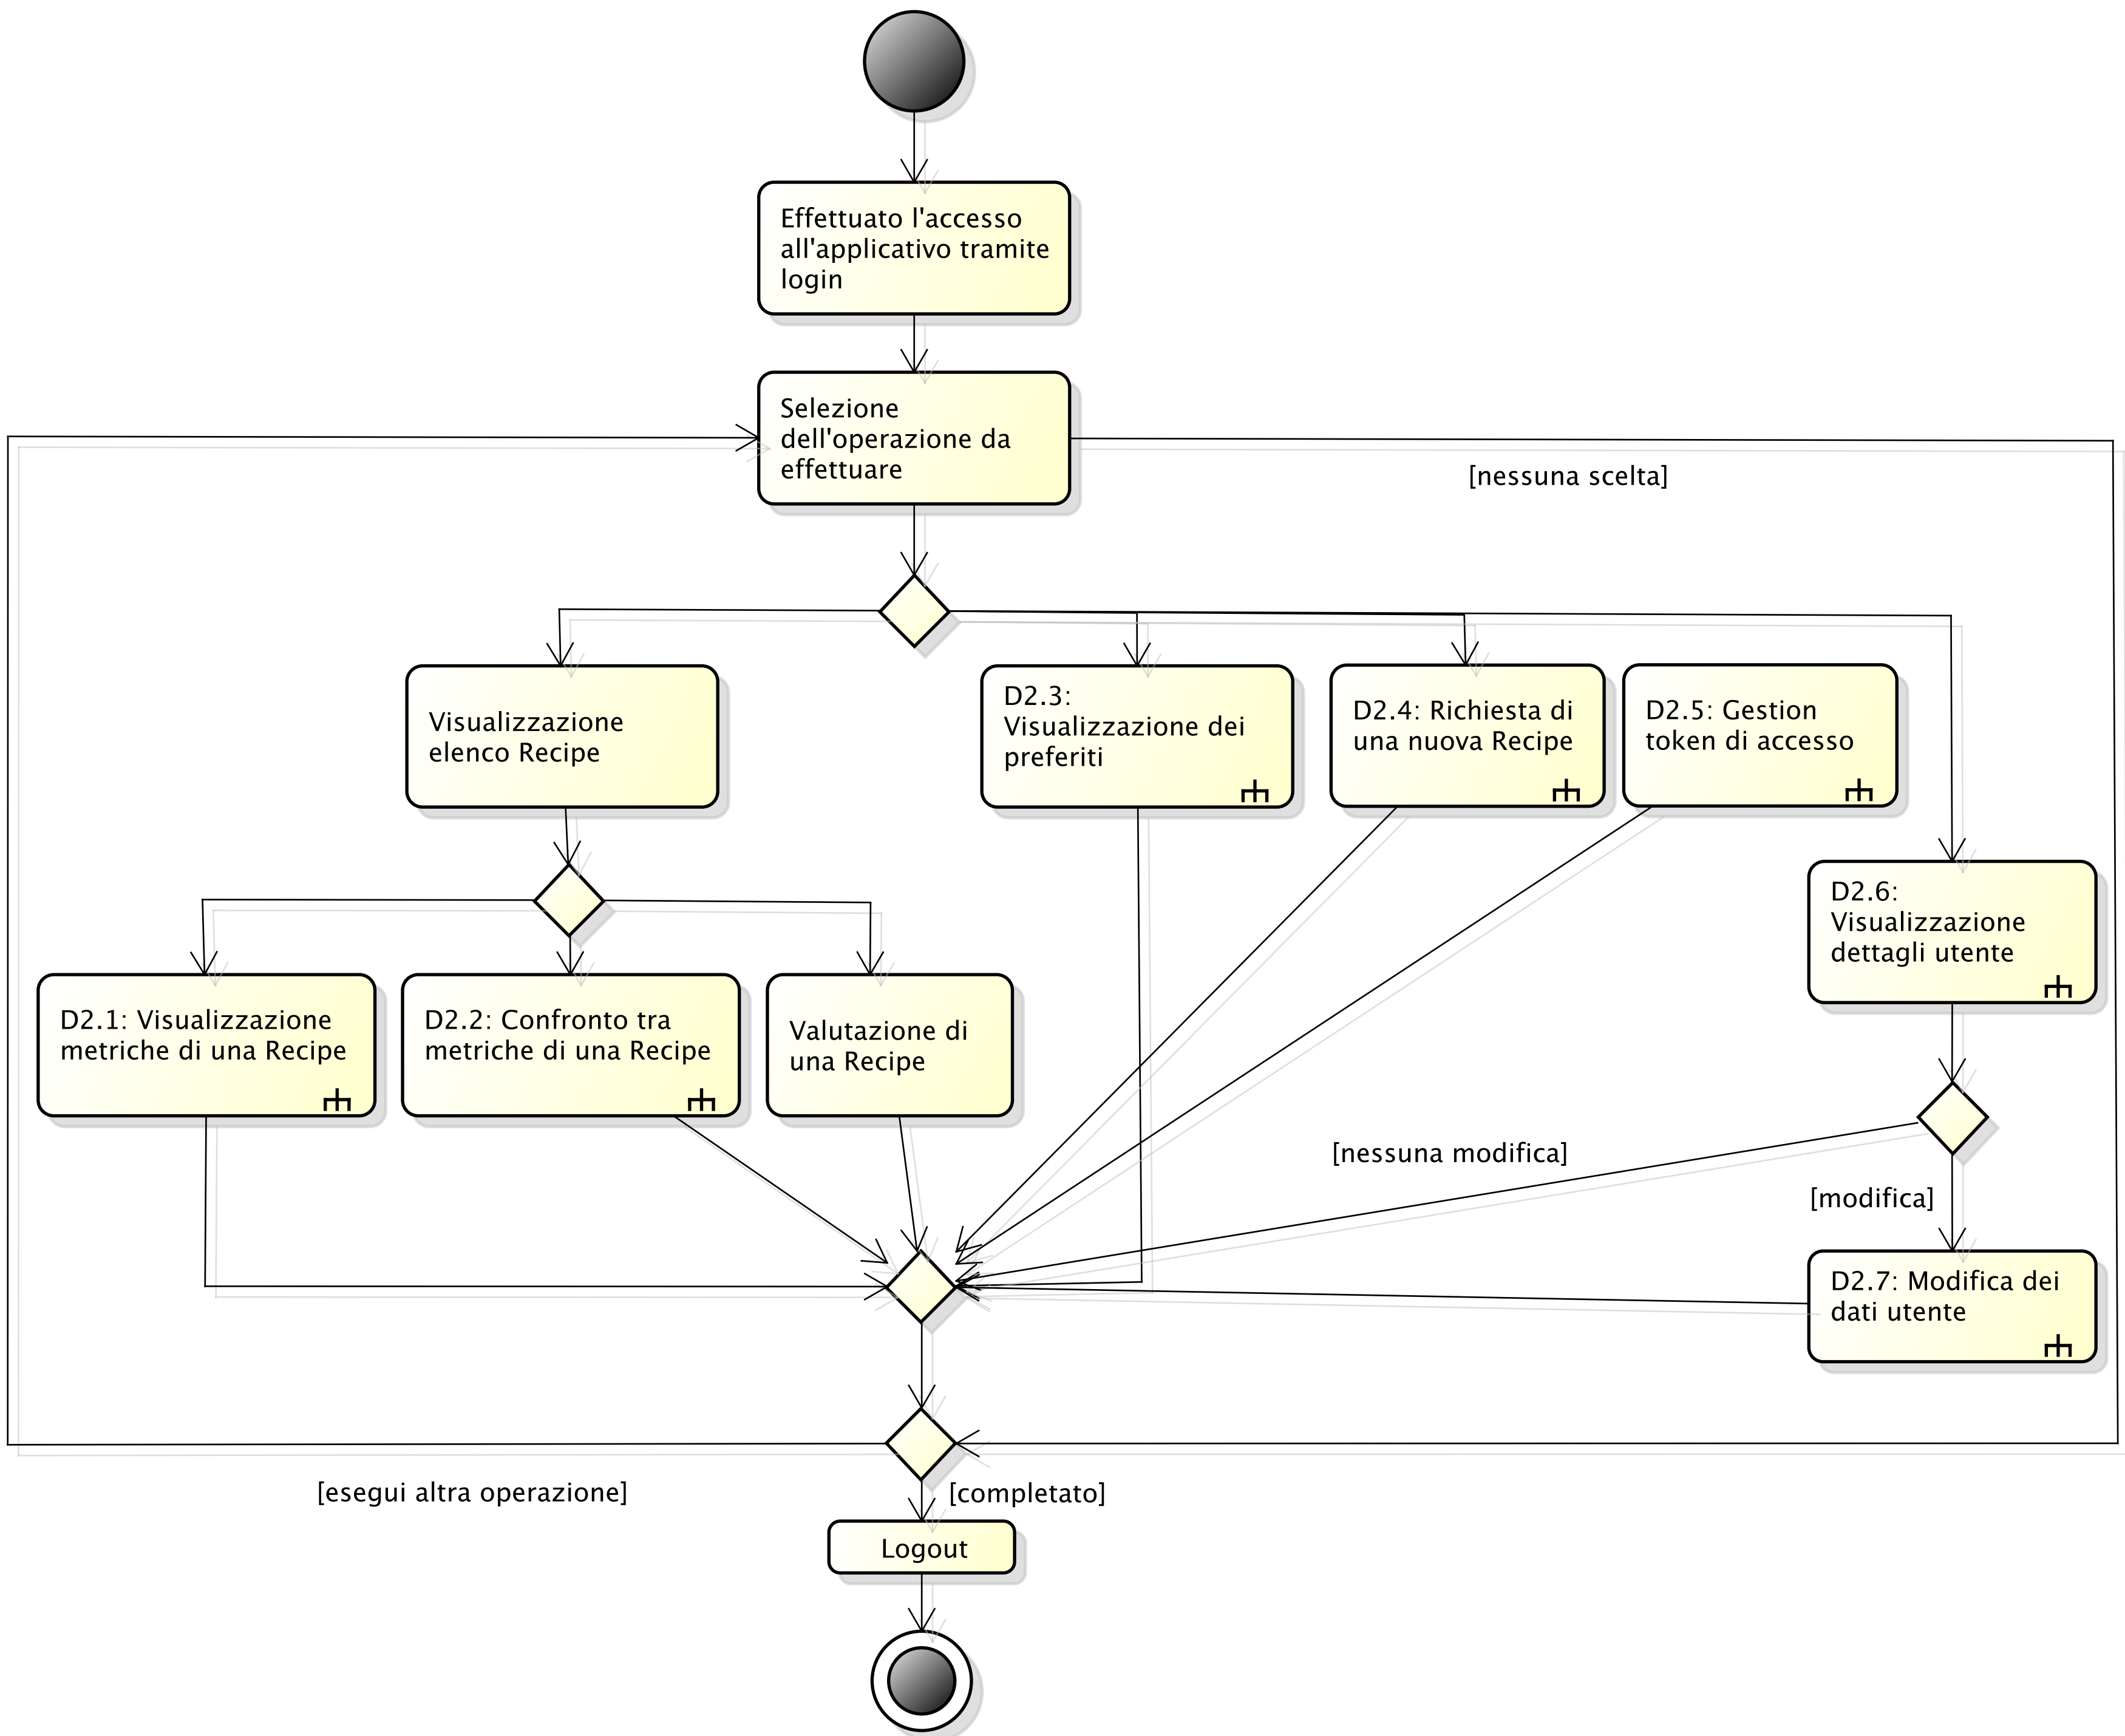 Effettuato l'accesso
all'applicativo tramite
login
Selezione
dell'operazione da
effettuare
[nessuna scelta]
Visualizzazione
elenco Recipe
D2.3:
Visualizzazione dei
preferiti
D2.4: Richiesta di
una nuova Recipe
D2.5: Gestion
token di accesso
D2.6:
Visualizzazione
dettagli utente
D2.1: Visualizzazione
metriche di una Recipe
D2.2: Confronto tra
metriche di una Recipe
Valutazione di
una Recipe
[nessuna modifica]
[modifica]
D2.7: Modifica dei
dati utente
[esegui altra operazione]
[completato]
Logout